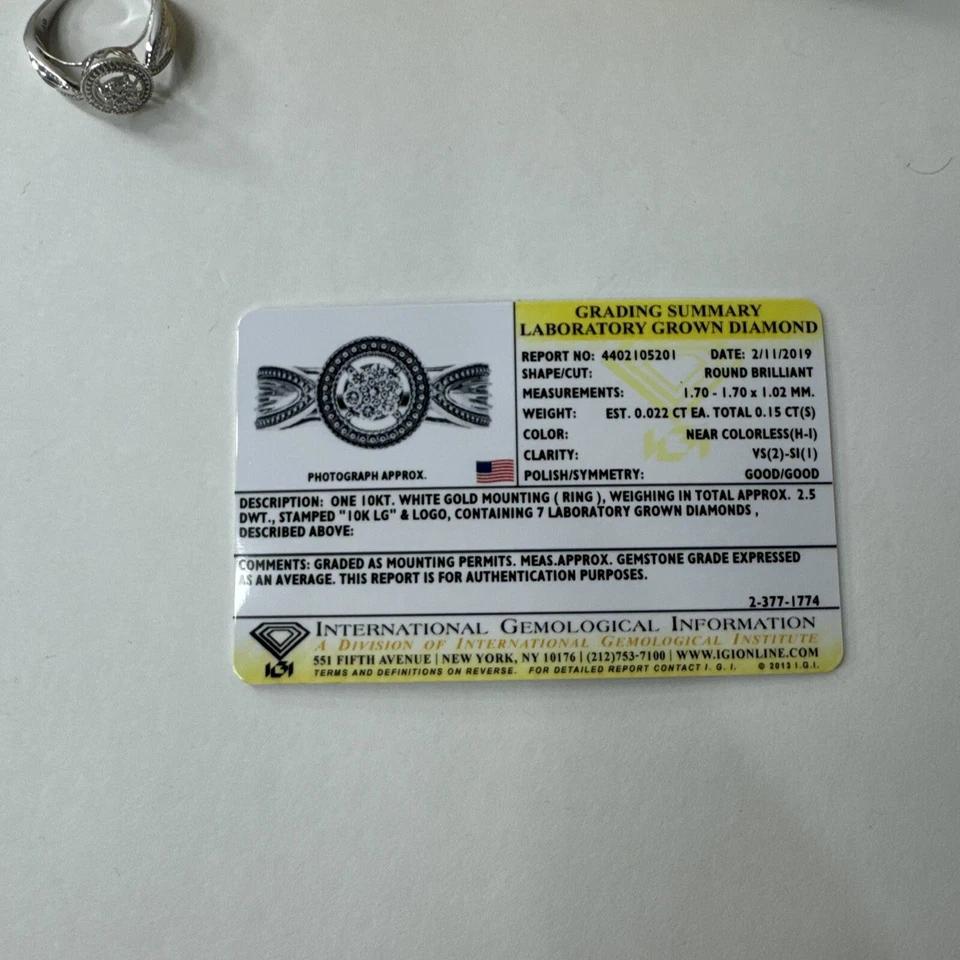 GRADING SUMMARY
LABORATORY GROWN DIAMOND
REPORT NO: 4402105201 DATE: 2/11/2019
SHAPE/CUT: ROUND BRILLIANT
MEASUREMENTS: 1.70 - 1.70 x 1.02 MM.
WEIGHT: EST. 0.022 CT EA. TOTAL 0.15 CT(S)
COLOR: NEAR COLORLESS(H-I)
CLARITY: VS(2)-SI(1)
POLISH/SYMMETRY: GOOD/GOOD
PHOTOGRAPH APPROX.
DESCRIPTION: ONE 10KT. WHITE GOLD MOUNTING ( RING ), WEIGHING IN TOTAL APPROX. 2.5
DWT., STAMPED "10K LG" & LOGO, CONTAINING 7 LABORATORY GROWN DIAMONDS ,
DESCRIBED ABOVE:
COMMENTS: GRADED AS MOUNTING PERMITS. MEAS.APPROX. GEMSTONE GRADE EXPRESSED
AS AN AVERAGE. THIS REPORT IS FOR AUTHENTICATION PURPOSES.
2-377-1774
INTERNATIONAL GEMOLOGICAL INFORMATION
A DIVISION OF INTERNATIONAL GEMOLOGICAL INSTITUTE
551 FIFTH AVENUE | NEW YORK, NY 10176 | (212)753-7100 | WWW.IGIONLINE.COM
IGI
TERMS AND DEFINITIONS ON REVERSE. FOR DETAILED REPORT CONTACT I. G. I. © 2013 I.G.I.